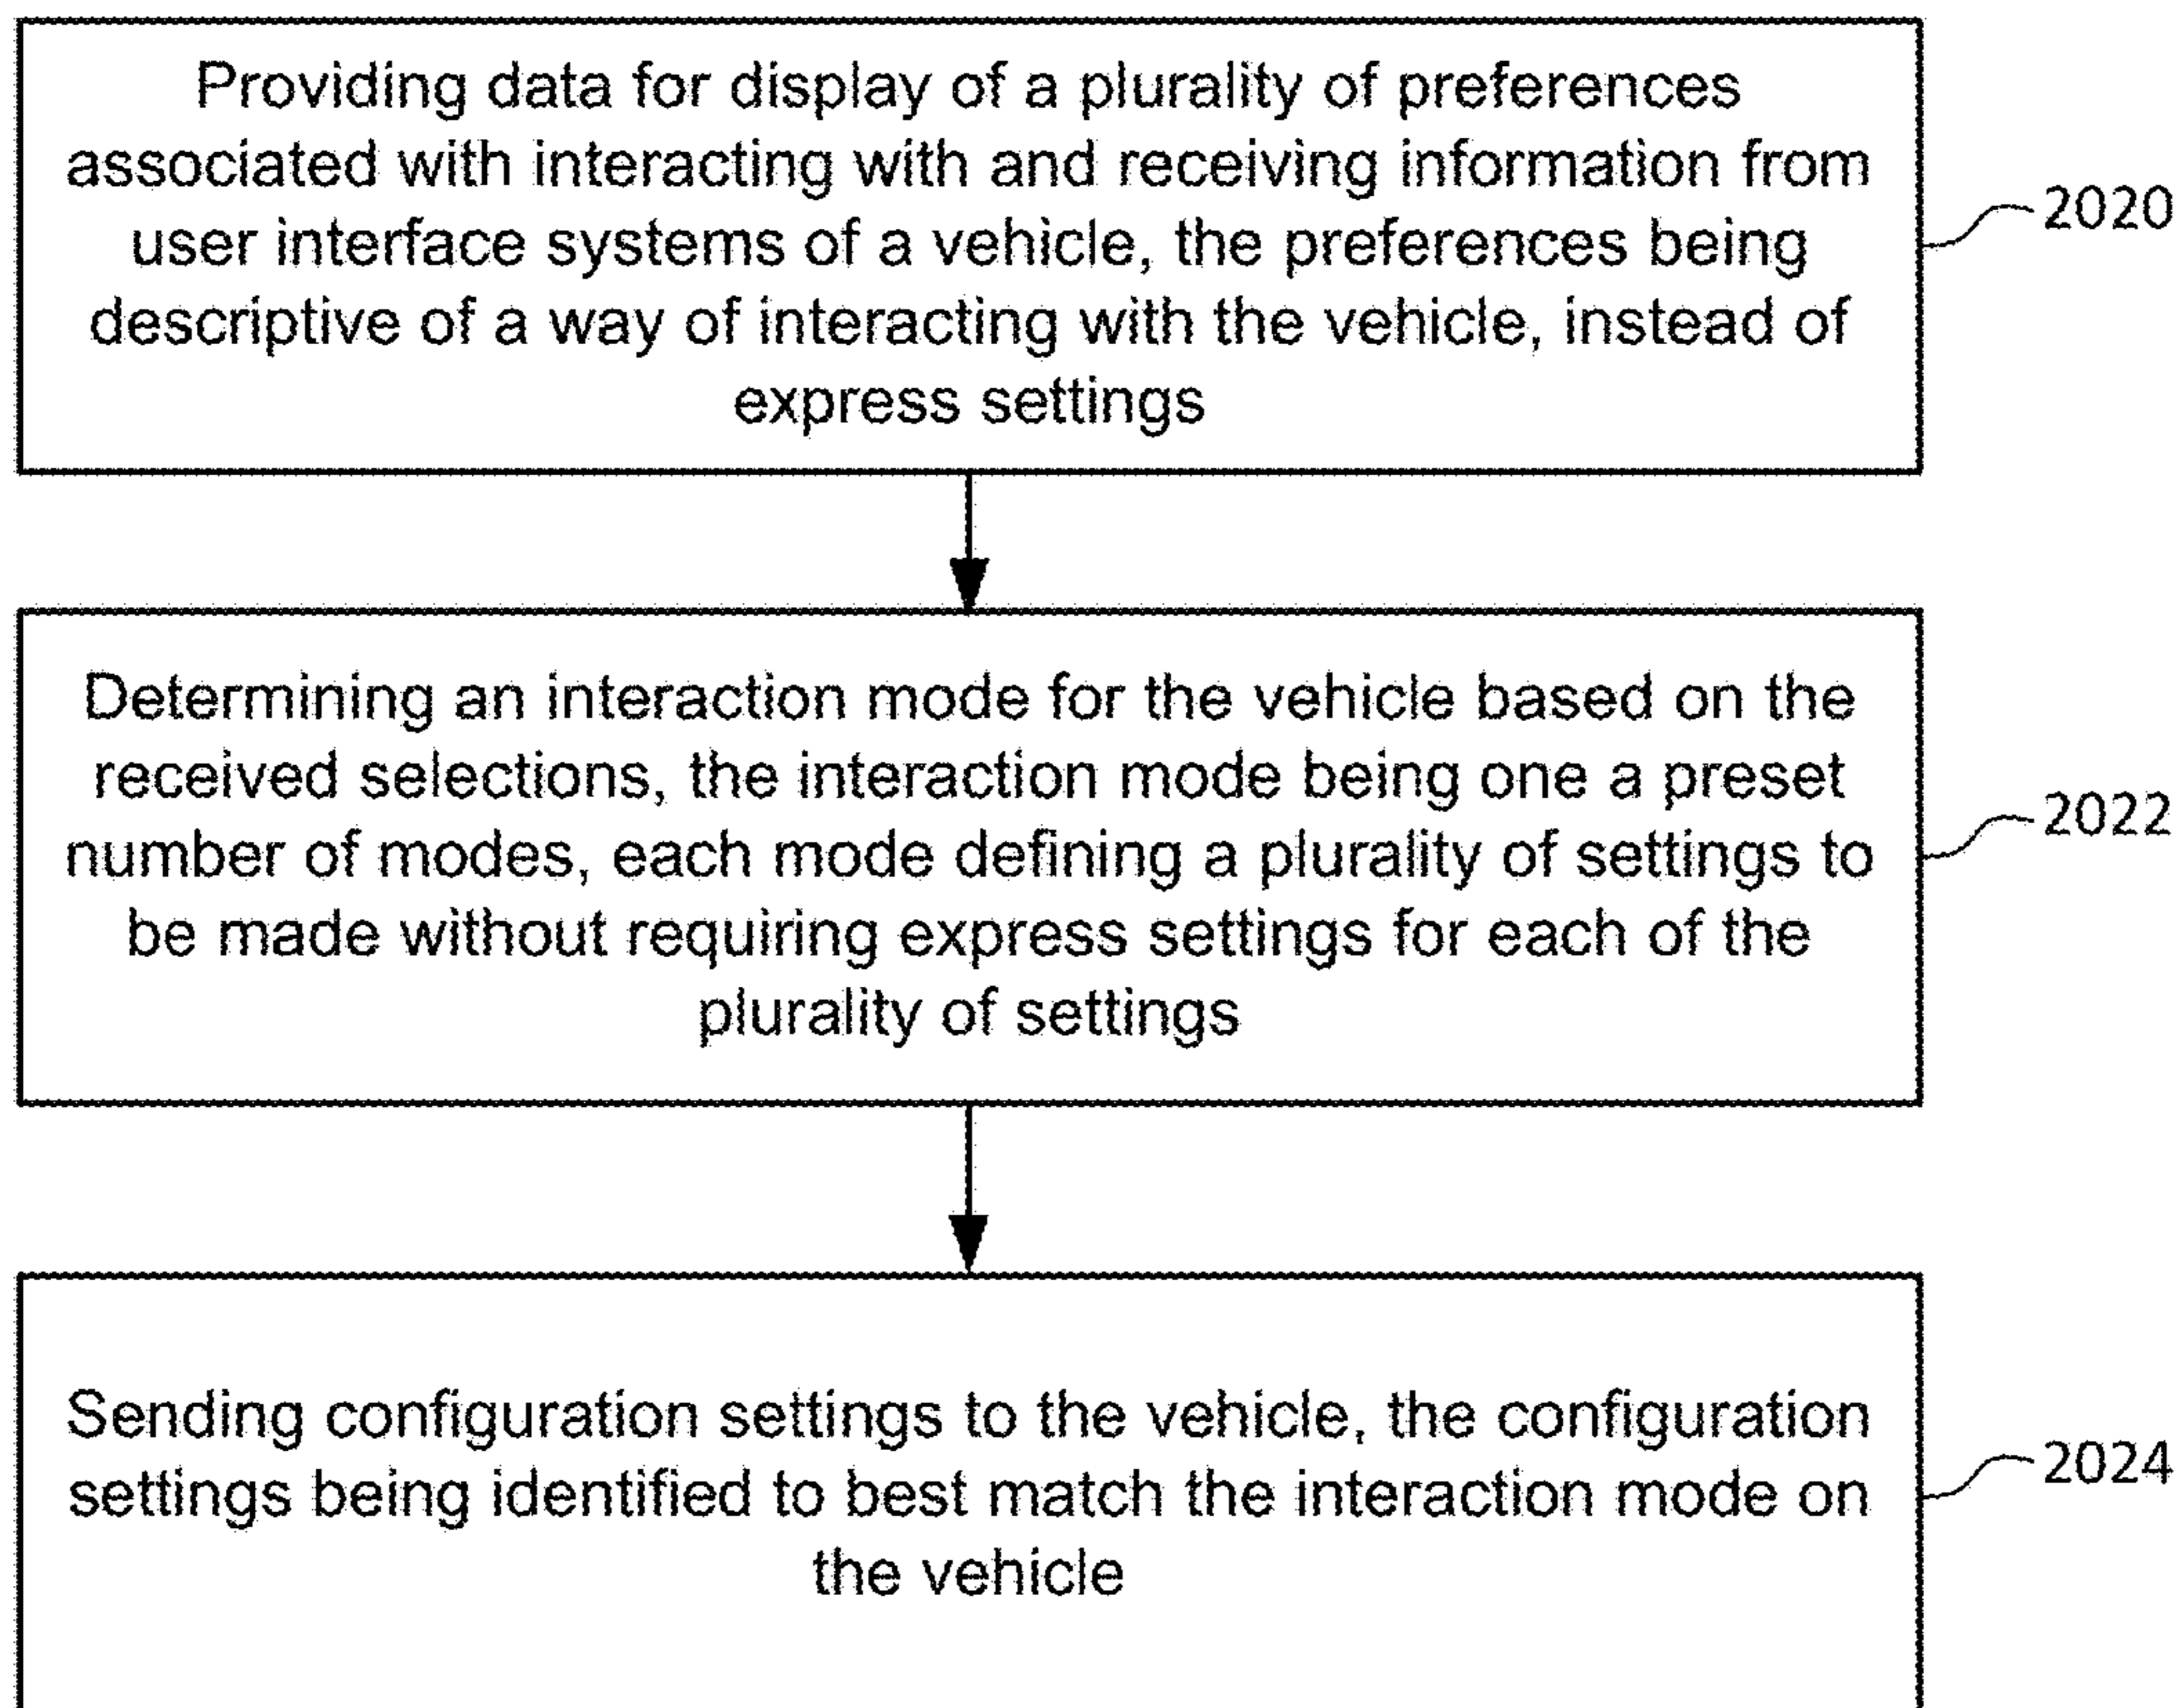 Providing data for display of a plurality of preferences
associated with interacting with and receiving information from
user interface systems of a vehicle, the preferences being
descriptive of a way of interacting with the vehicle, instead of
express settings
2020
Determining an interaction mode for the vehicle based on the
received selections, the interaction mode being one a preset
number of modes, each mode defining a plurality of settings to
be made without requiring express settings for each of the
plurality of settings
2022
Sending configuration settings to the vehicle, the configuration
settings being identified to best match the interaction mode on
the vehicle
2024